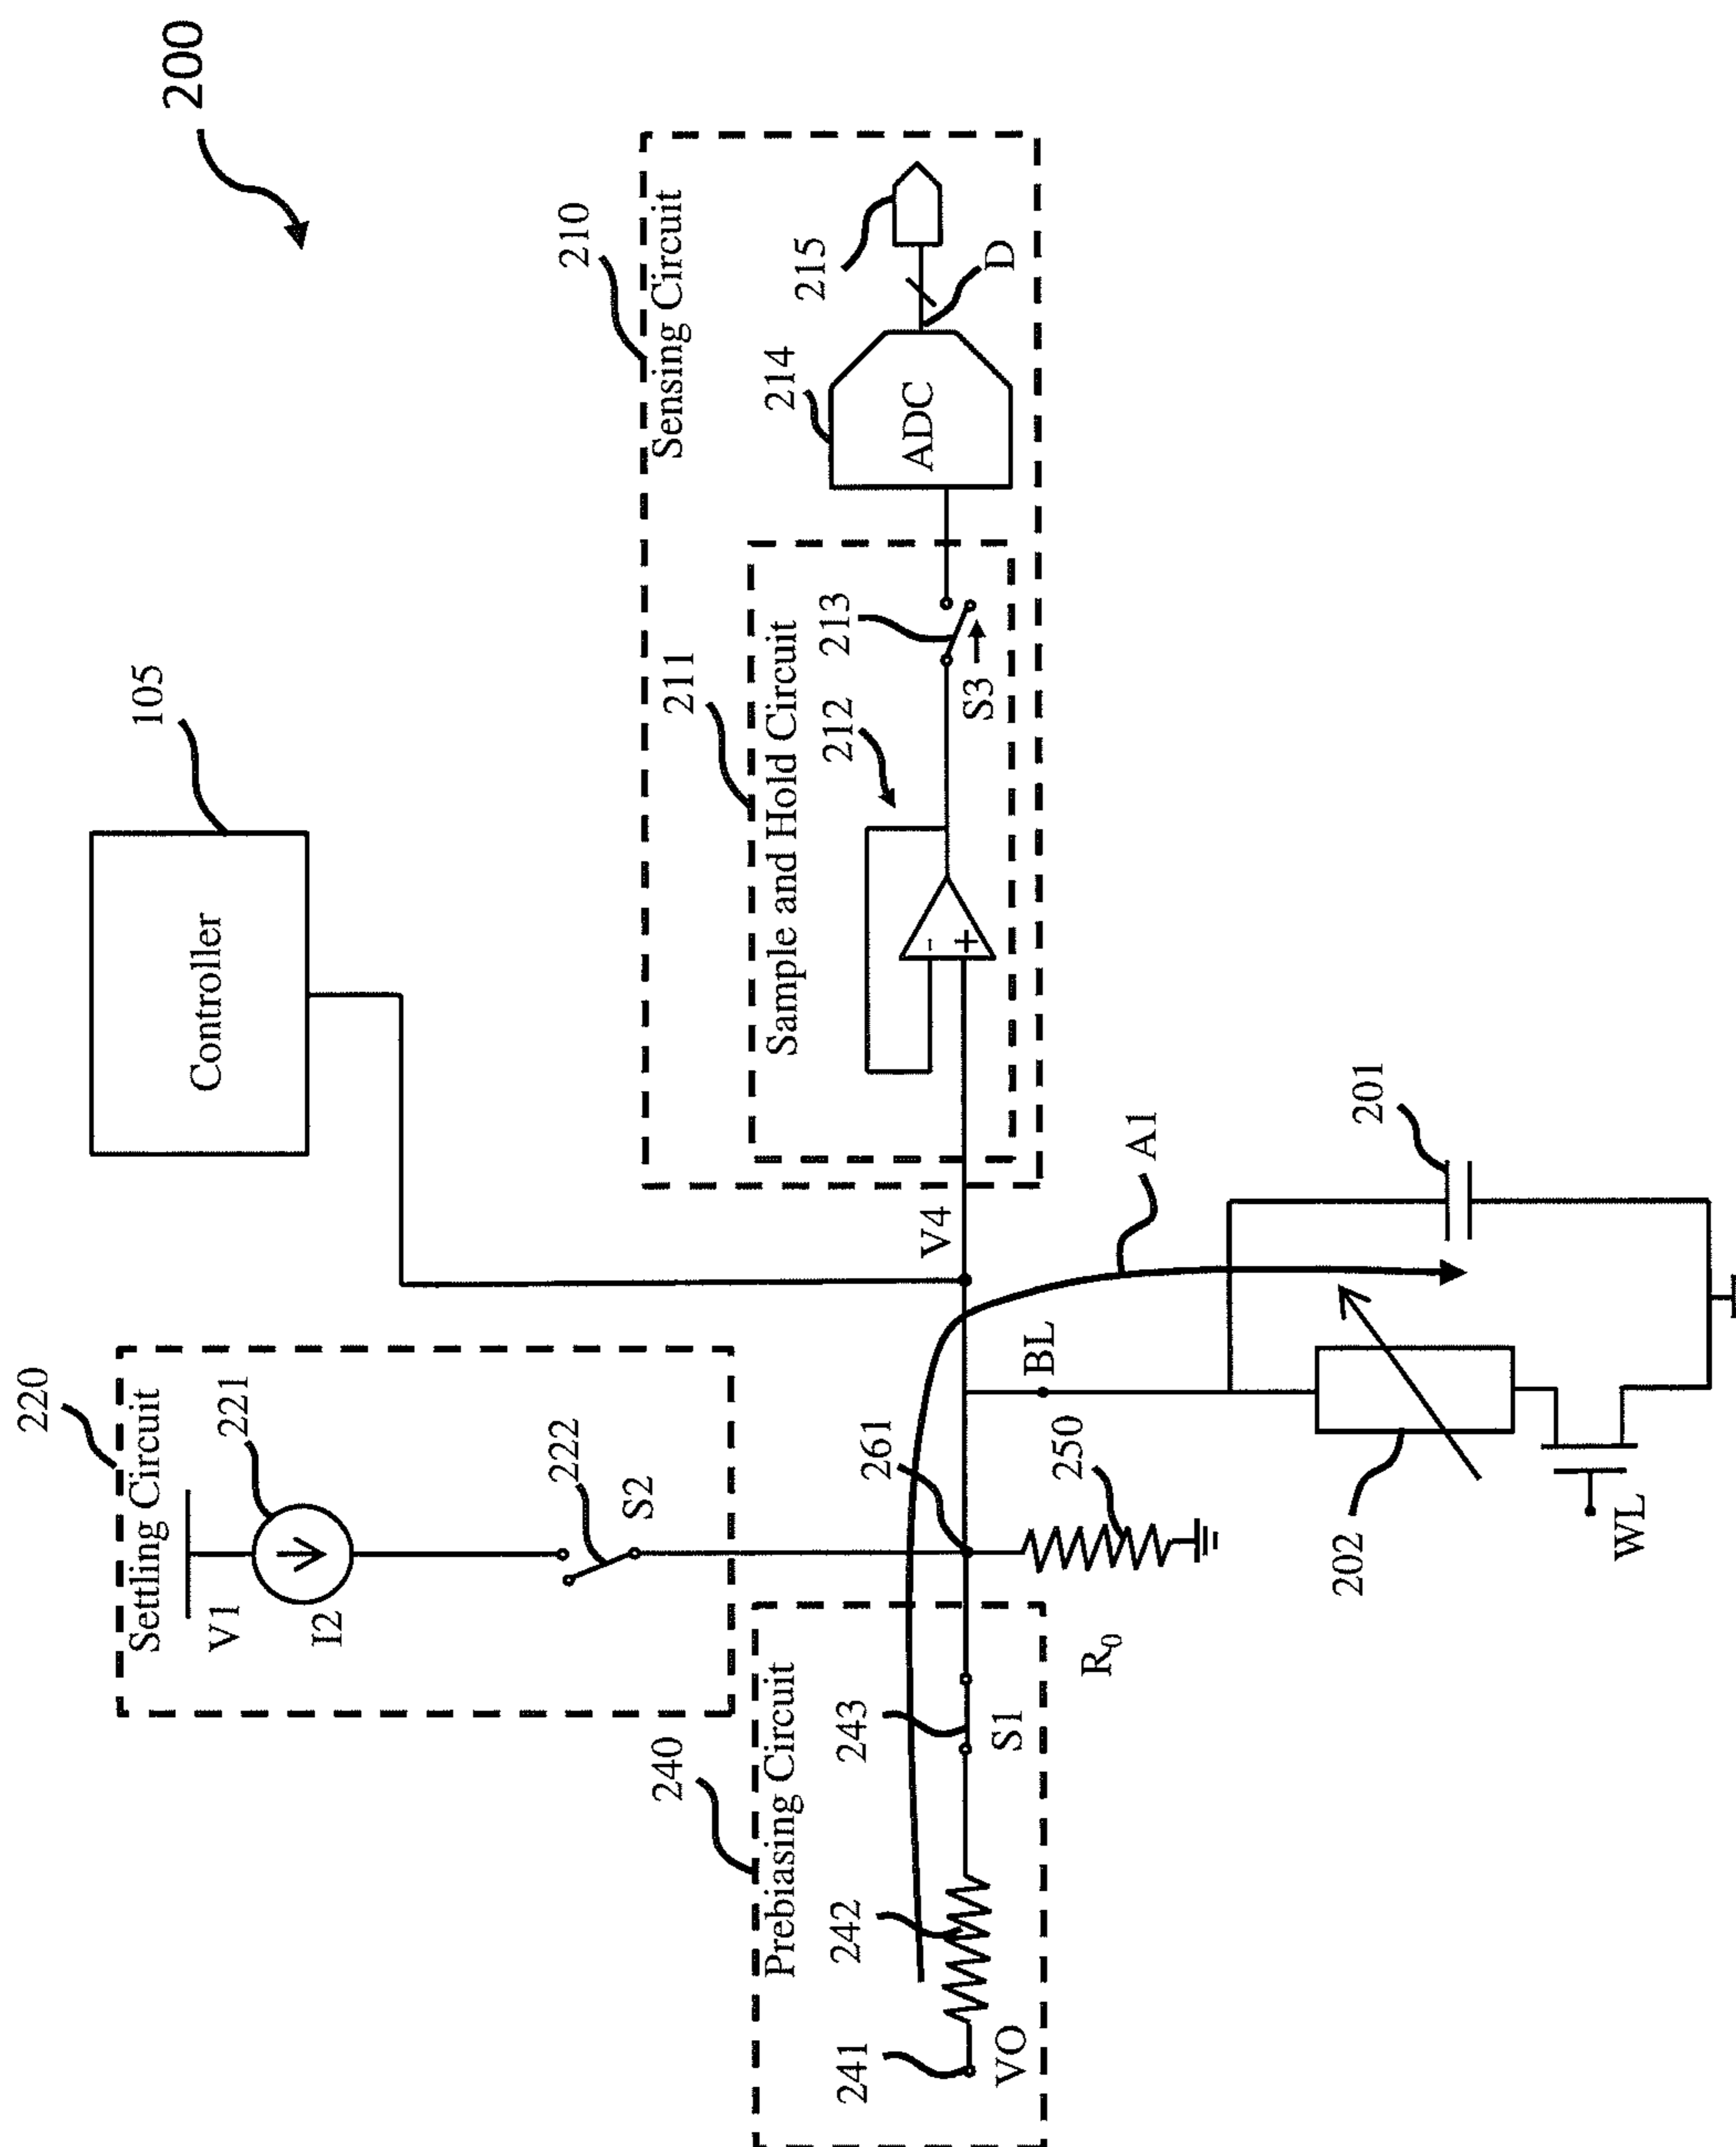 200
105
Controller
220
Settling Circuit
V1
221
I2
222
S2
210
Sensing Circuit
211
Sample and Hold Circuit
212
213
S3
214
ADC
215
D
240
Prebiasing Circuit
241
VO
242
243
S1
R₀
261
250
V4
BL
A1
201
202
WL
-
+